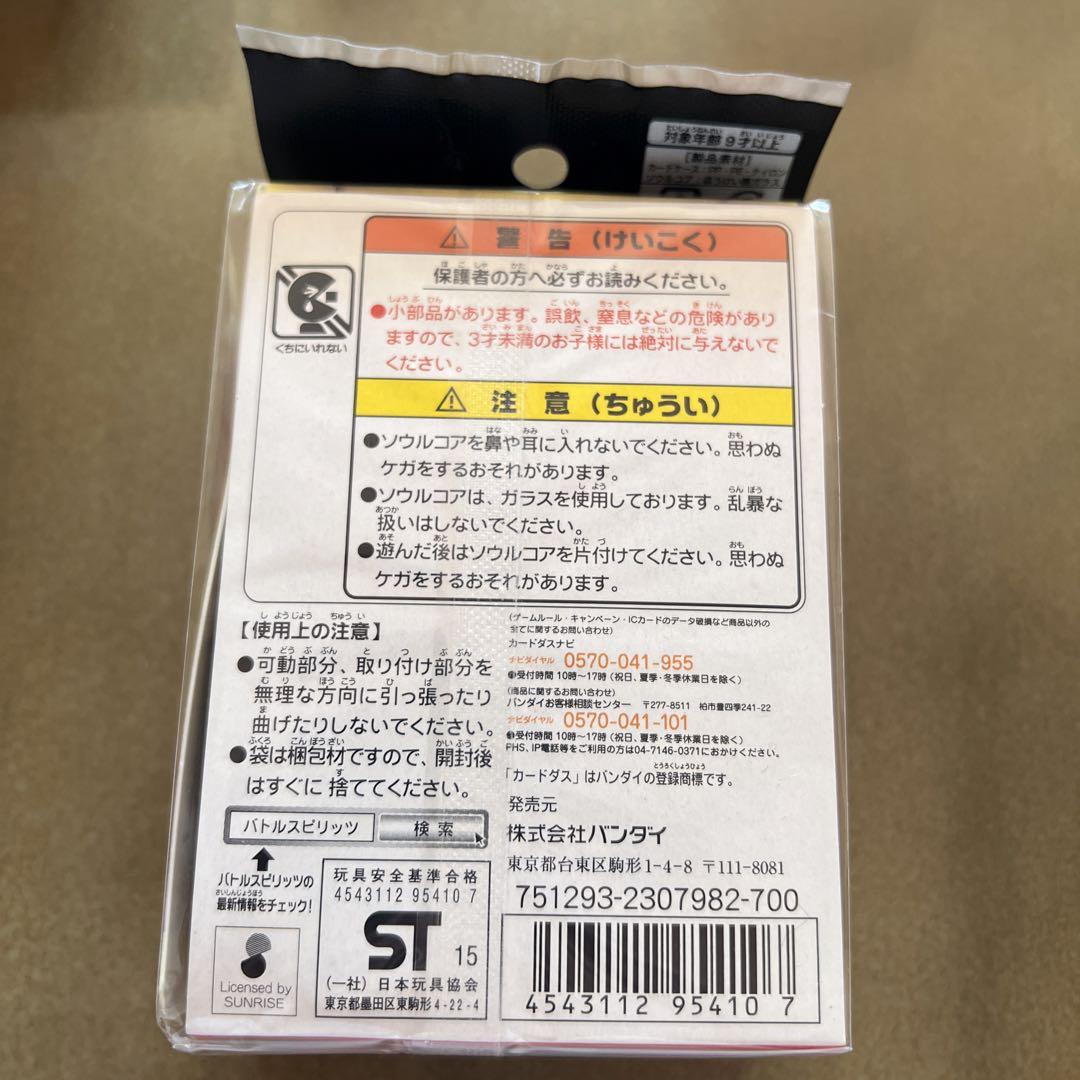 対象年齢9才以上
[製品素材]
カードケース：PP・PE・ナイロン
ソウルコア：ほうけい酸ガラス
⚠ 警告（けいこく）
保護者の方へ必ずお読みください。
●小部品があります。誤飲、窒息などの危険があり
ますので、3才未満のお子様には絶対に与えないで
ください。
くちにいれない
⚠ 注意（ちゅうい）
●ソウルコアを鼻や耳に入れないでください。思わぬ
ケガをするおそれがあります。
●ソウルコアは、ガラスを使用しております。乱暴な
扱いはしないでください。
●遊んだ後はソウルコアを片付けてください。思わぬ
ケガをするおそれがあります。
【使用上の注意】
●可動部分、取り付け部分を
無理な方向に引っ張ったり
曲げたりしないでください。
●袋は梱包材ですので、開封後
はすぐに捨ててください。
バトルスピリッツ 検索
バトルスピリッツの
最新情報をチェック！
Licensed by
SUNRISE
玩具安全基準合格
4543112 95410 7
ST 15
(一社)日本玩具協会
東京都墨田区東駒形4-22-4
(ゲームルール・キャンペーン・ICカードのデータ破損など商品以外の
全てに関するお問い合わせ)
カードダスナビ
ナビダイヤル 0570-041-955
受付時間 10時〜17時(祝日、夏季・冬季休業日を除く)
(商品に関するお問い合わせ)
バンダイお客様相談センター 〒277-8511 柏市豊四季241-22
ナビダイヤル 0570-041-101
受付時間 10時〜17時(祝日、夏季・冬季休業日を除く)
PHS、IP電話等をご利用の方は04-7146-0371におかけください。
「カードダス」はバンダイの登録商標です。
発売元
株式会社バンダイ
東京都台東区駒形1-4-8 〒111-8081
751293-2307982-700
4543112 95410 7